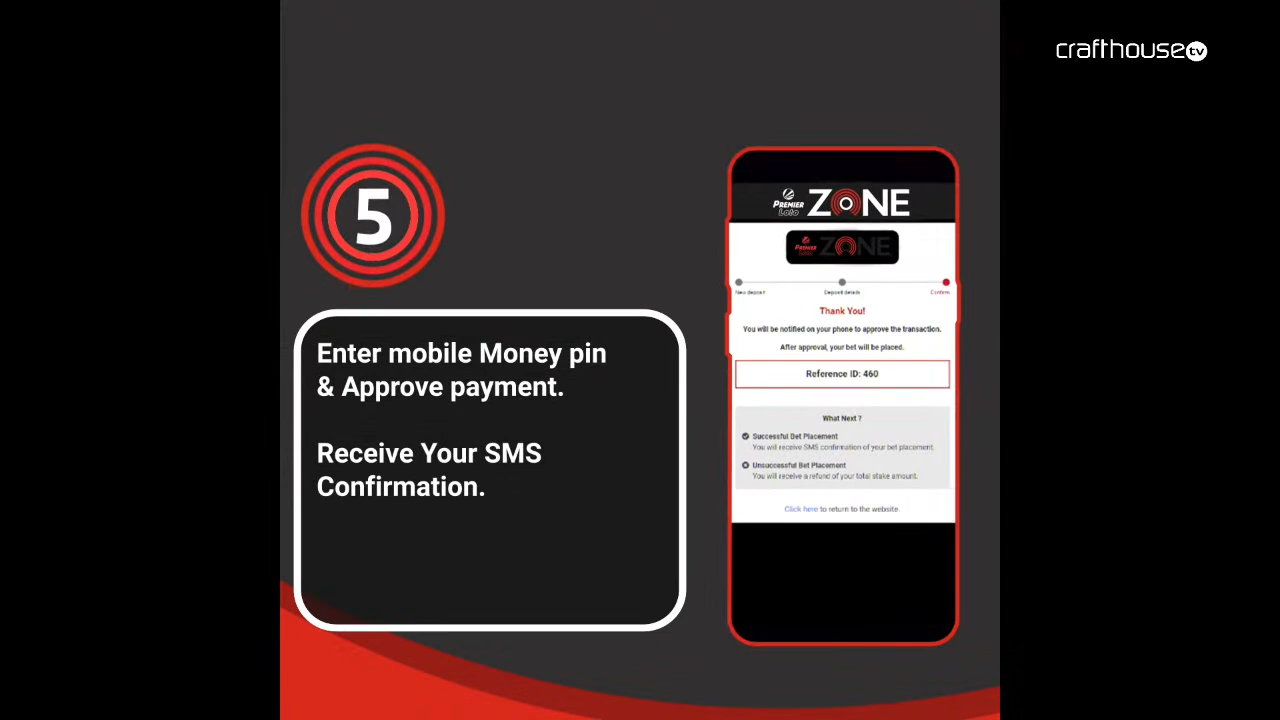 crafthouse tv
5
Enter mobile Money pin
& Approve payment.
Receive Your SMS
Confirmation.
PREMIER
Loto
ZONE
PREMIER
ZONE
New deposit
Deposit details
Confirm
Thank You!
You will be notified on your phone to approve the transaction.
After approval, your bet will be placed.
Reference ID: 460
What Next ?
Successful Bet Placement
You will receive SMS confirmation of your bet placement.
Unsuccessful Bet Placement
You will receive a refund of your total stake amount.
Click here to return to the website.